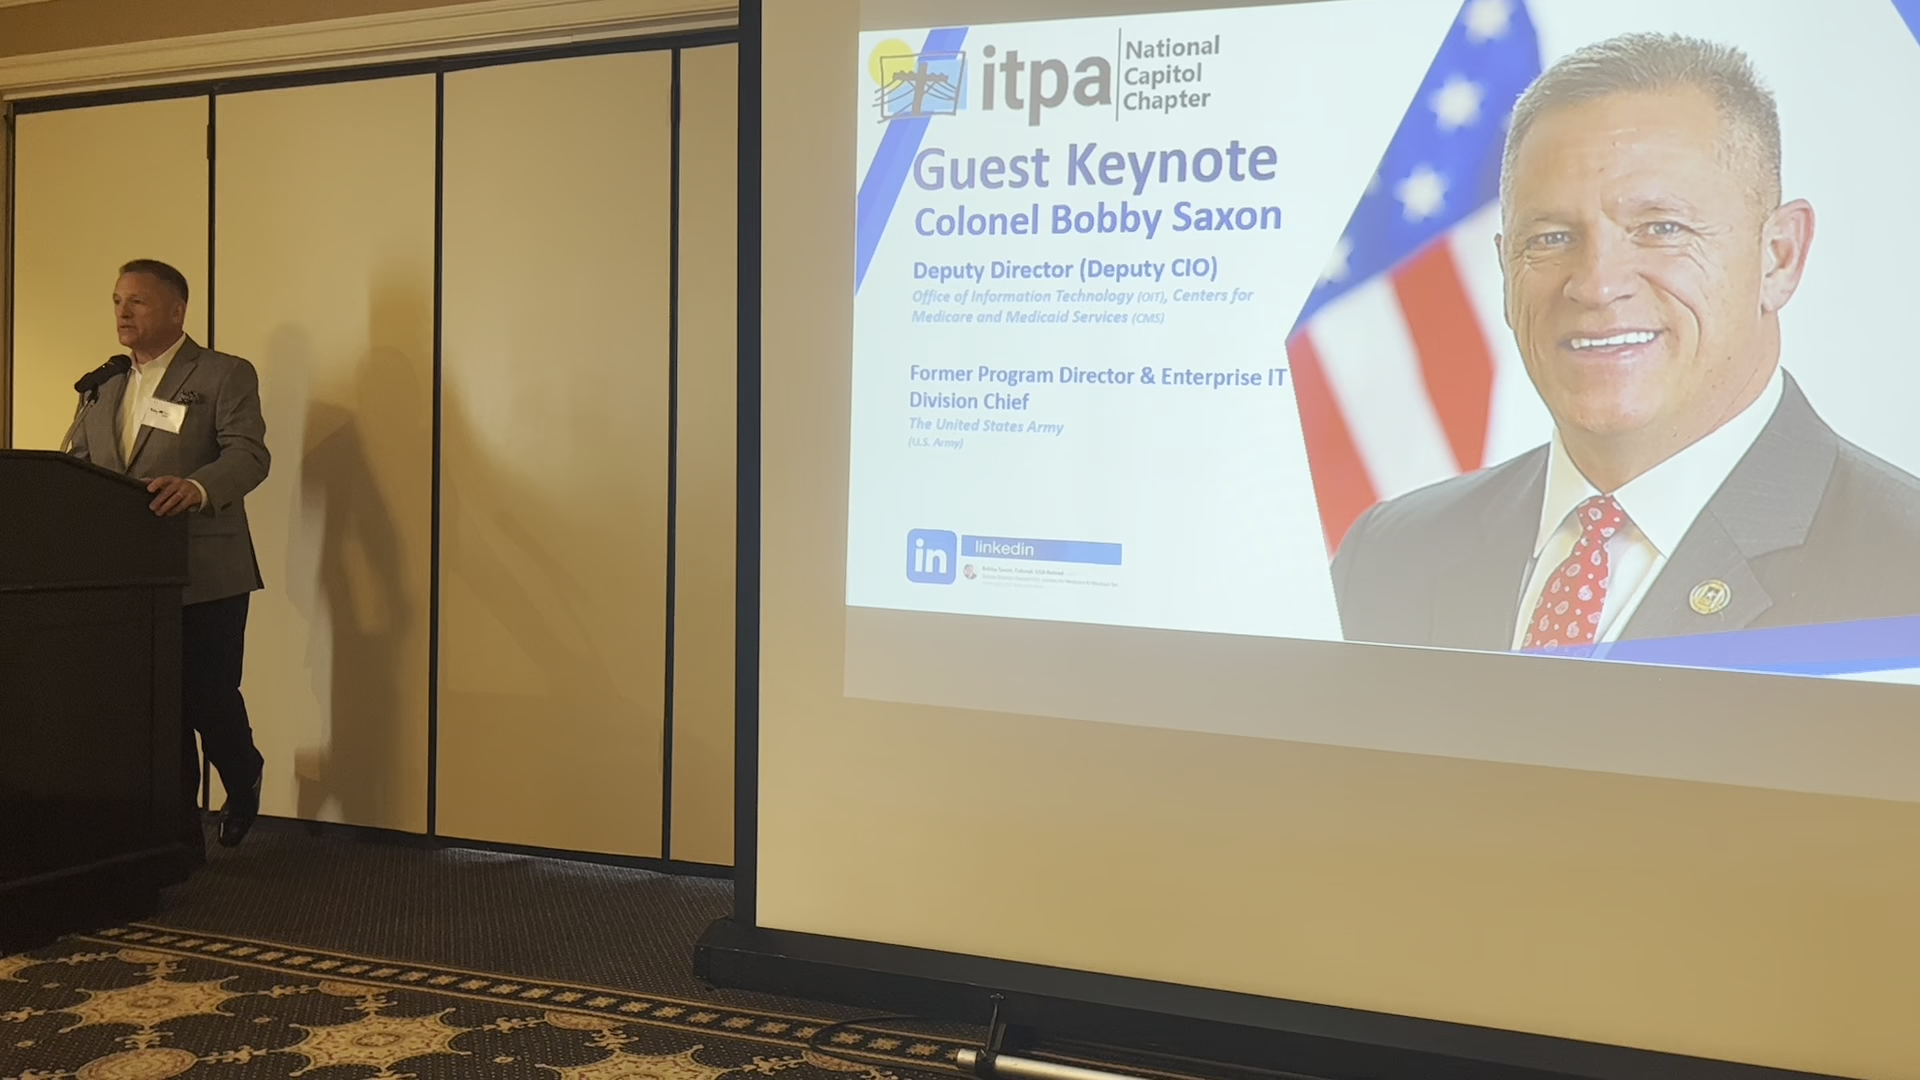 itpa
National
Capitol
Chapter
Guest Keynote
Colonel Bobby Saxon
Deputy Director (Deputy CIO)
Office of Information Technology (OIT), Centers for
Medicare and Medicaid Services (CMS)
Former Program Director & Enterprise IT
Division Chief
The United States Army
(U.S. Army)
in
linkedin